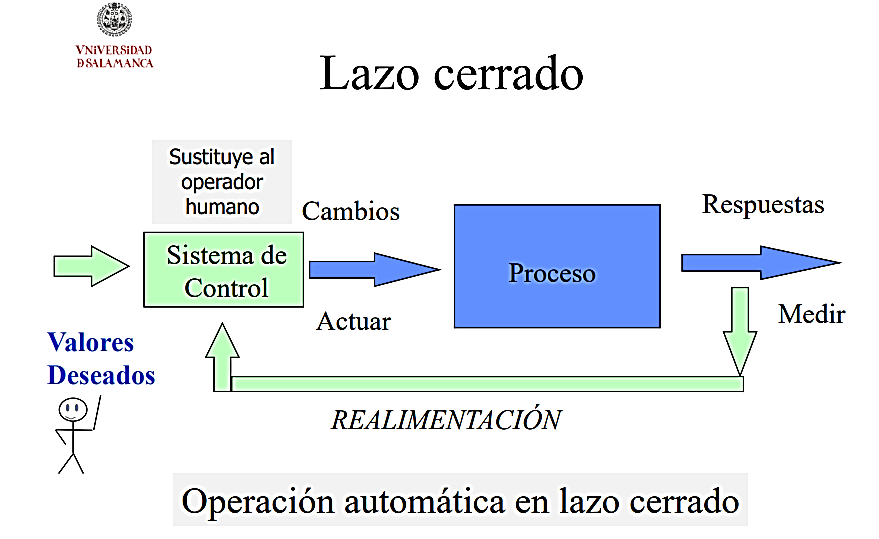 VNiVERSiDAD
D SALAMANCA
Lazo cerrado
Sustituye al
operador
humano
Cambios
Respuestas
Sistema de
Control
Proceso
Actuar
Medir
Valores
Deseados
REALIMENTACIÓN
Operación automática en lazo cerrado